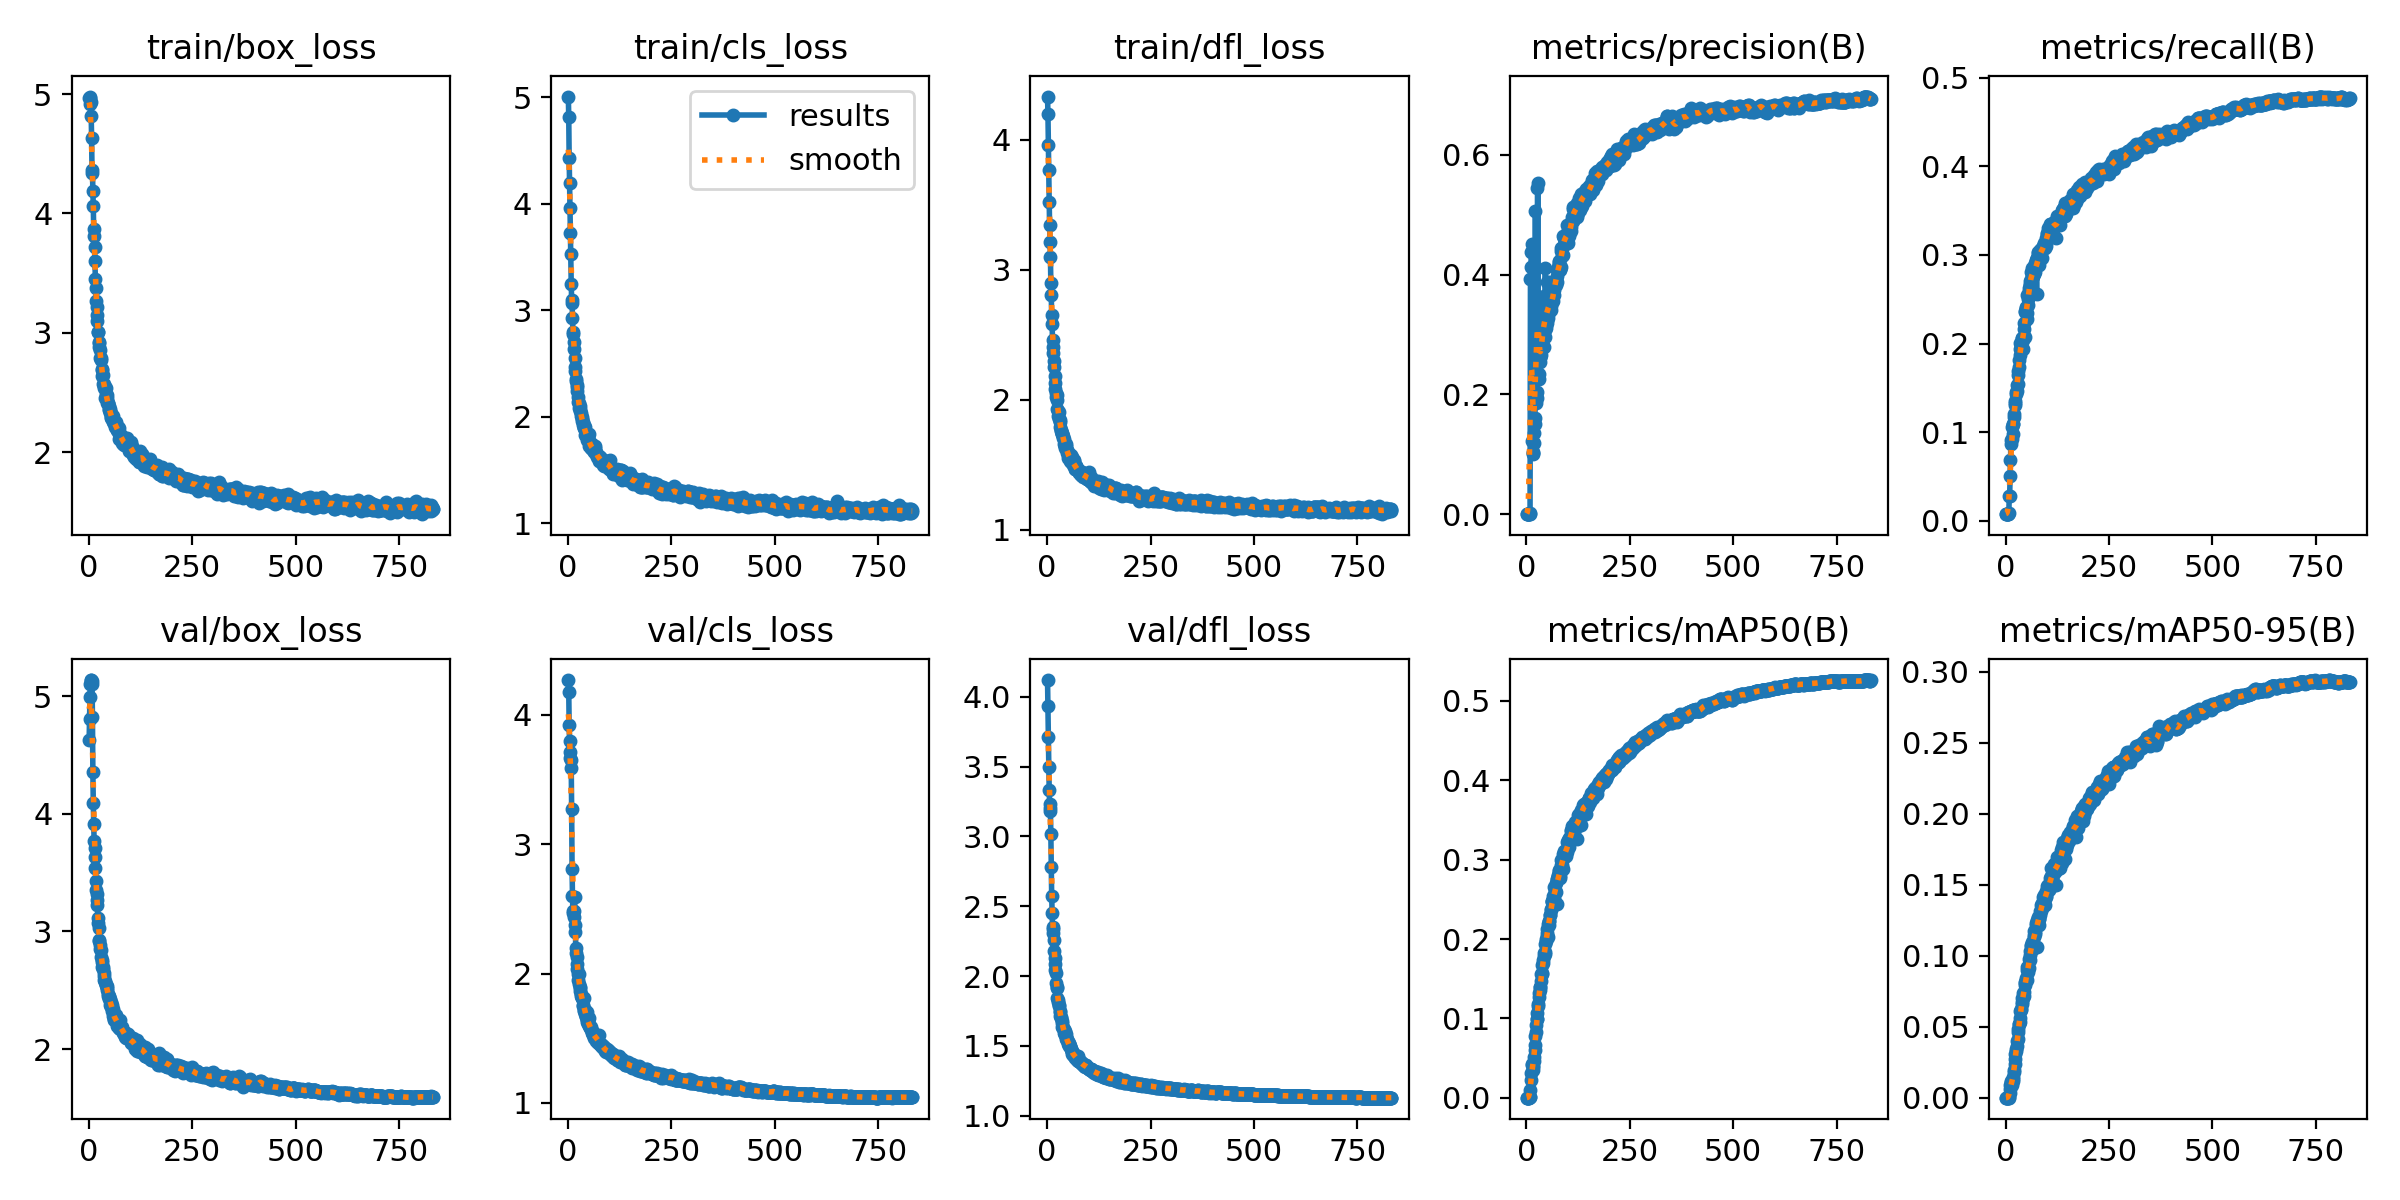 train/box_loss
5
4
3
2
0 250 500 750
train/cls_loss
results
smooth
5
4
3
2
1
0 250 500 750
train/dfl_loss
4
3
2
1
0 250 500 750
metrics/precision(B)
0.6
0.4
0.2
0.0
0 250 500 750
metrics/recall(B)
0.5
0.4
0.3
0.2
0.1
0.0
0 250 500 750
val/box_loss
5
4
3
2
0 250 500 750
val/cls_loss
4
3
2
1
0 250 500 750
val/dfl_loss
4.0
3.5
3.0
2.5
2.0
1.5
1.0
0 250 500 750
metrics/mAP50(B)
0.5
0.4
0.3
0.2
0.1
0.0
0 250 500 750
metrics/mAP50-95(B)
0.30
0.25
0.20
0.15
0.10
0.05
0.00
0 250 500 750